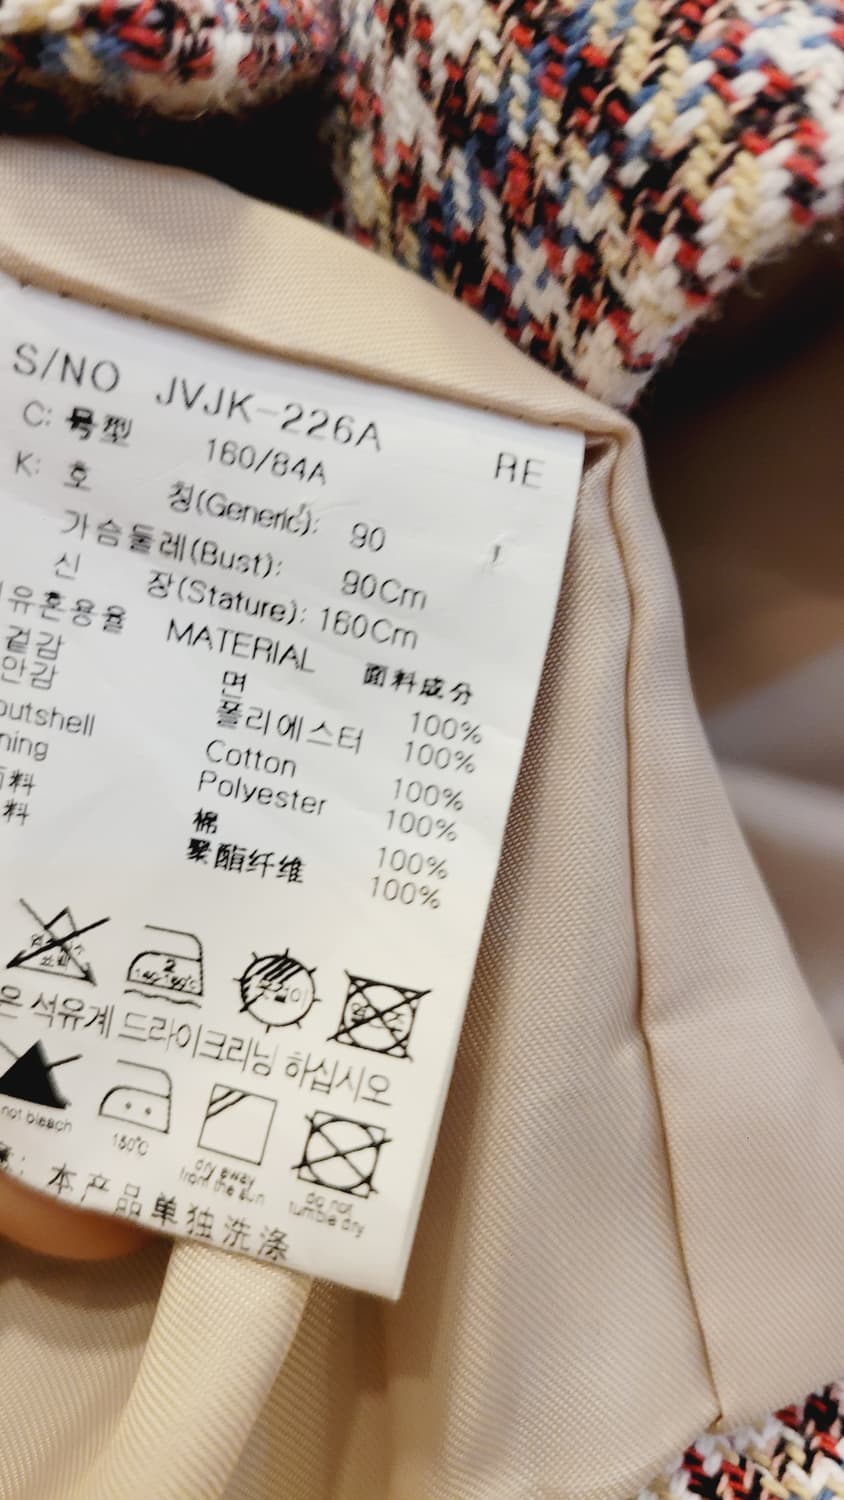 S/NO JVJK-226A RE
C: 号型 160/84A
K: 호 칭(Generic): 90
가슴둘레(Bust): 90Cm
신 장(Stature): 160Cm
유혼용율 MATERIAL 面料成分
겉감 면 100%
안감 폴리에스터 100%
outshell Cotton 100%
ning Polyester 100%
料 棉 100%
料 聚酯纤维 100%
2
은 석유계 드라이크리닝 하십시오
not bleach
150℃
dry away
from the sun
do not
tumble dry
本产品单独洗涤